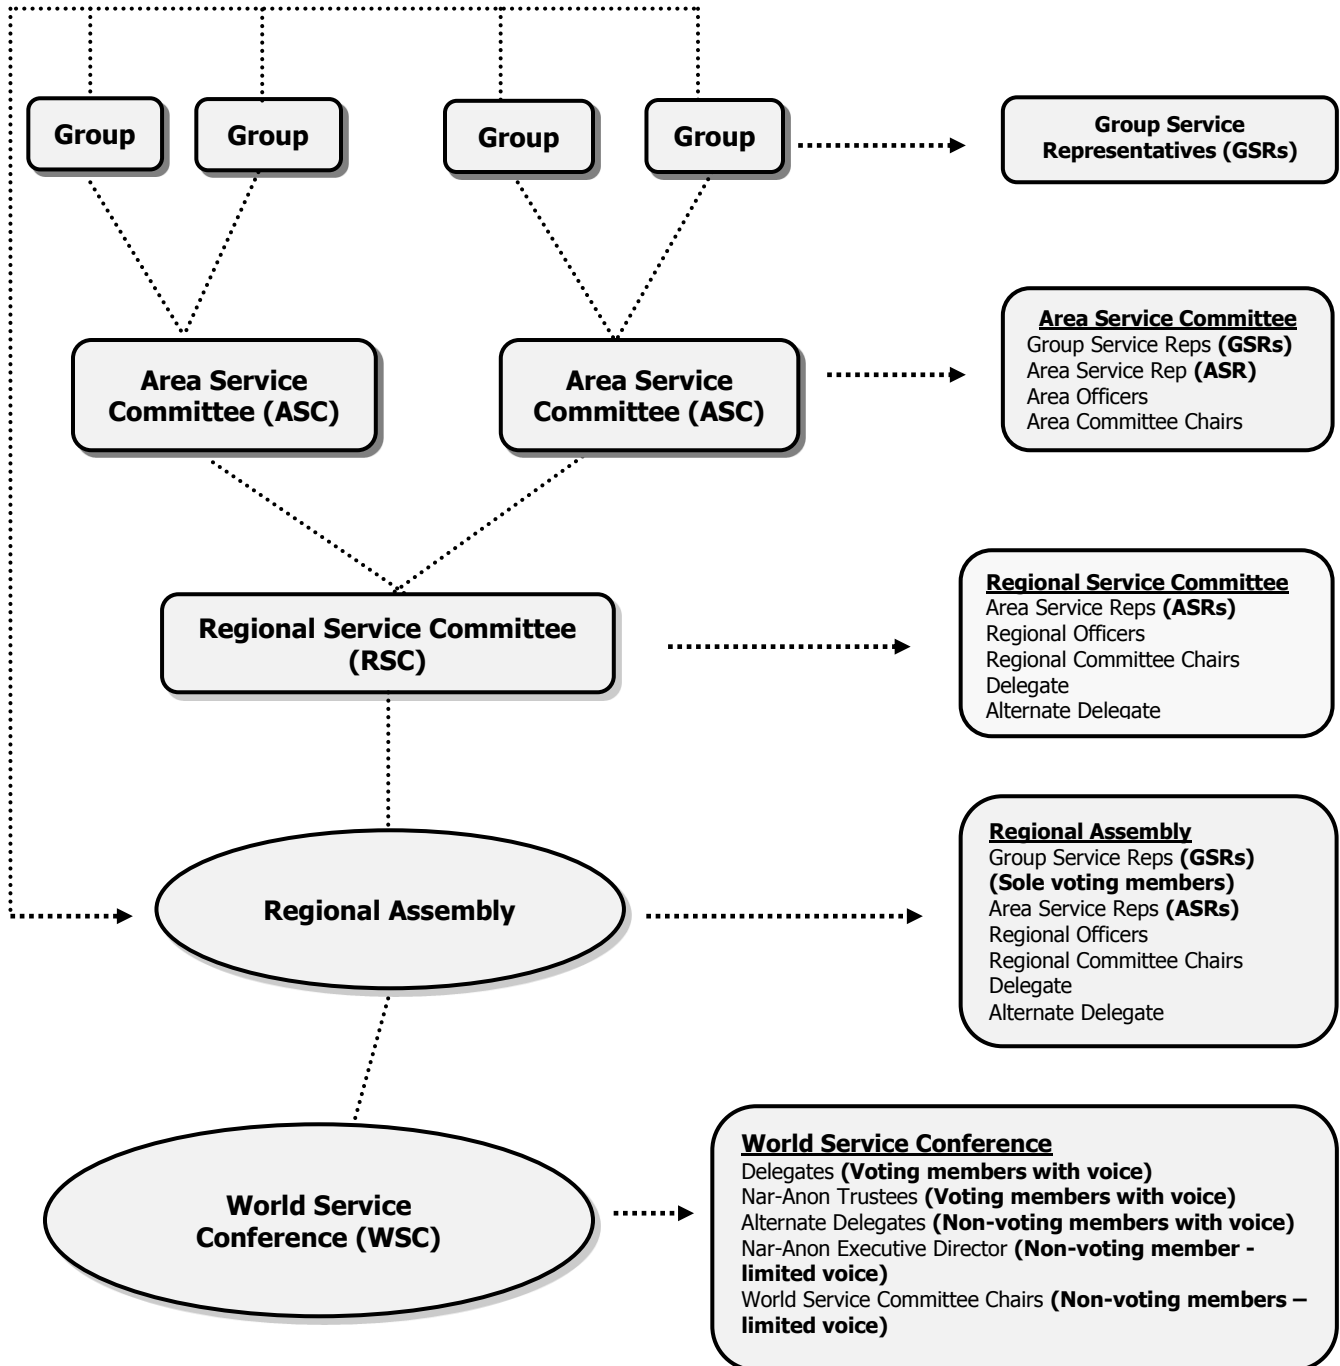 Group
Group
Group
Group
Group Service
Representatives (GSRs)
Area Service
Committee (ASC)
Area Service
Committee (ASC)
Area Service Committee
Group Service Reps (GSRs)
Area Service Rep (ASR)
Area Officers
Area Committee Chairs
Regional Service Committee
(RSC)
Regional Service Committee
Area Service Reps (ASRs)
Regional Officers
Regional Committee Chairs
Delegate
Alternate Delegate
Regional Assembly
Regional Assembly
Group Service Reps (GSRs)
(Sole voting members)
Area Service Reps (ASRs)
Regional Officers
Regional Committee Chairs
Delegate
Alternate Delegate
World Service
Conference (WSC)
World Service Conference
Delegates (Voting members with voice)
Nar-Anon Trustees (Voting members with voice)
Alternate Delegates (Non-voting members with voice)
Nar-Anon Executive Director (Non-voting member -
limited voice)
World Service Committee Chairs (Non-voting members –
limited voice)